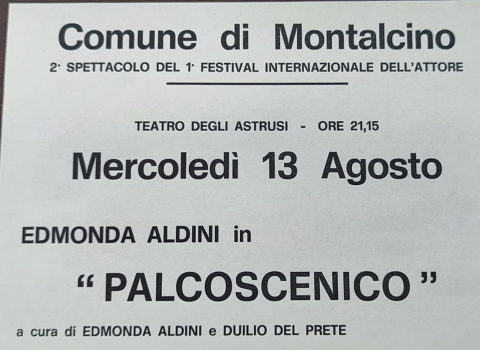 Comune di Montalcino
2° SPETTACOLO DEL 1° FESTIVAL INTERNAZIONALE DELL'ATTORE
TEATRO DEGLI ASTRUSI - ORE 21,15
Mercoledì 13 Agosto
EDMONDA ALDINI in
“PALCOSCENICO”
a cura di EDMONDA ALDINI e DUILIO DEL PRETE